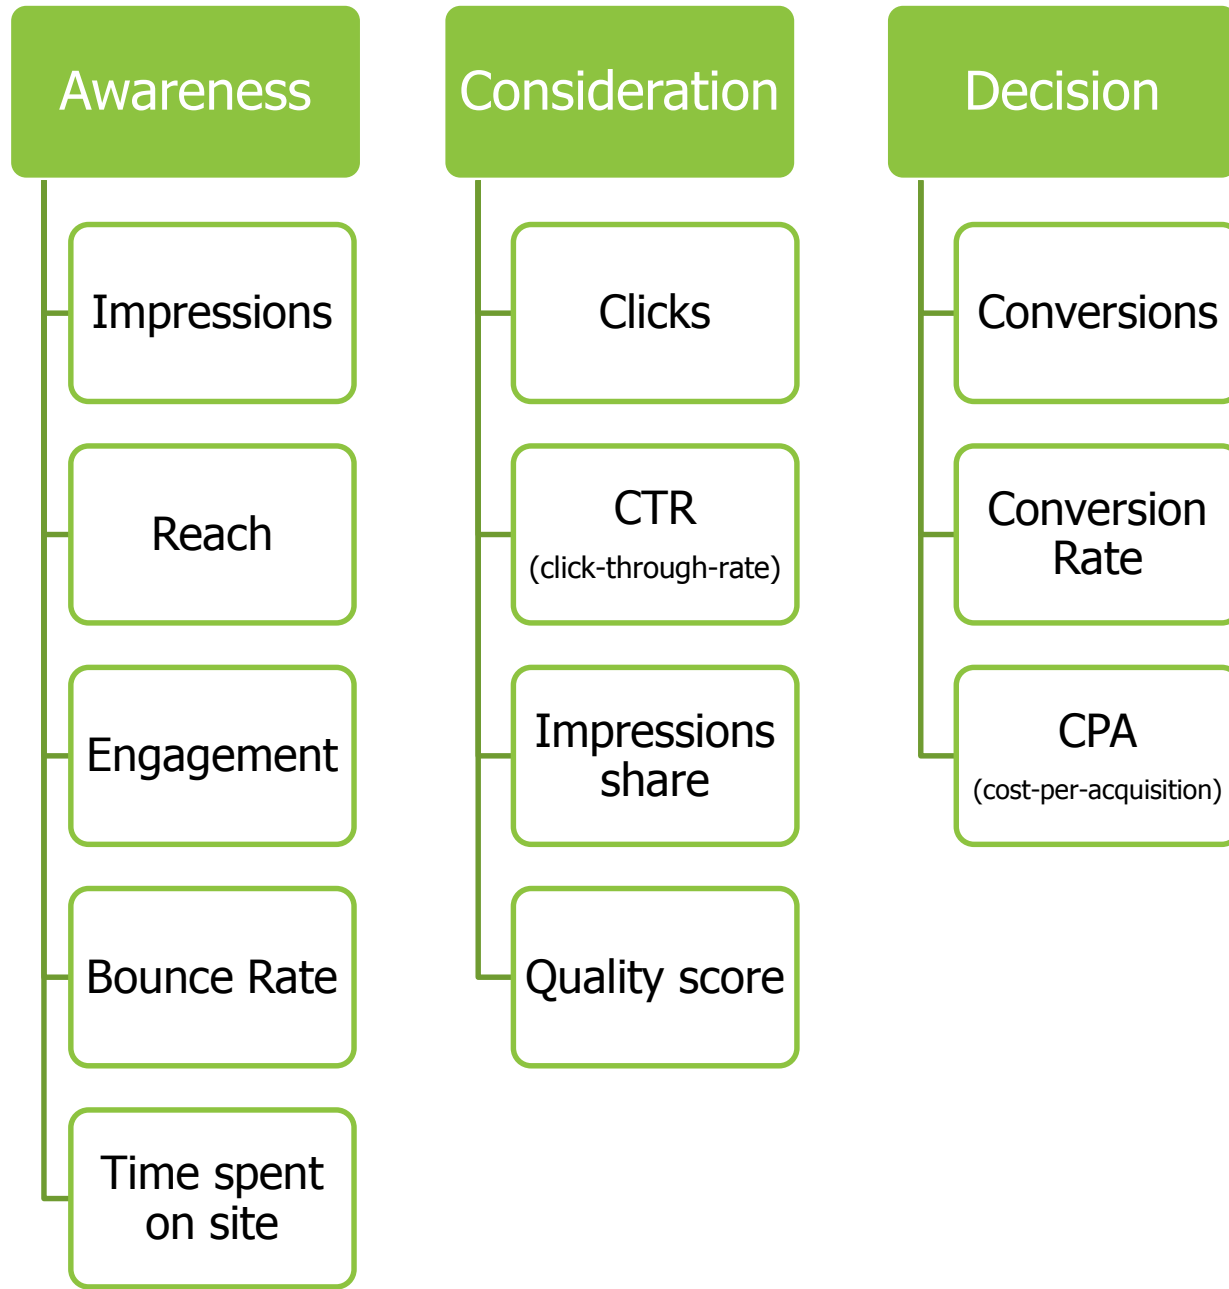 Awareness
Impressions
Reach
Engagement
Bounce Rate
Time spent
on site
Consideration
Clicks
CTR
(click-through-rate)
Impressions
share
Quality score
Decision
Conversions
Conversion
Rate
CPA
(cost-per-acquisition)